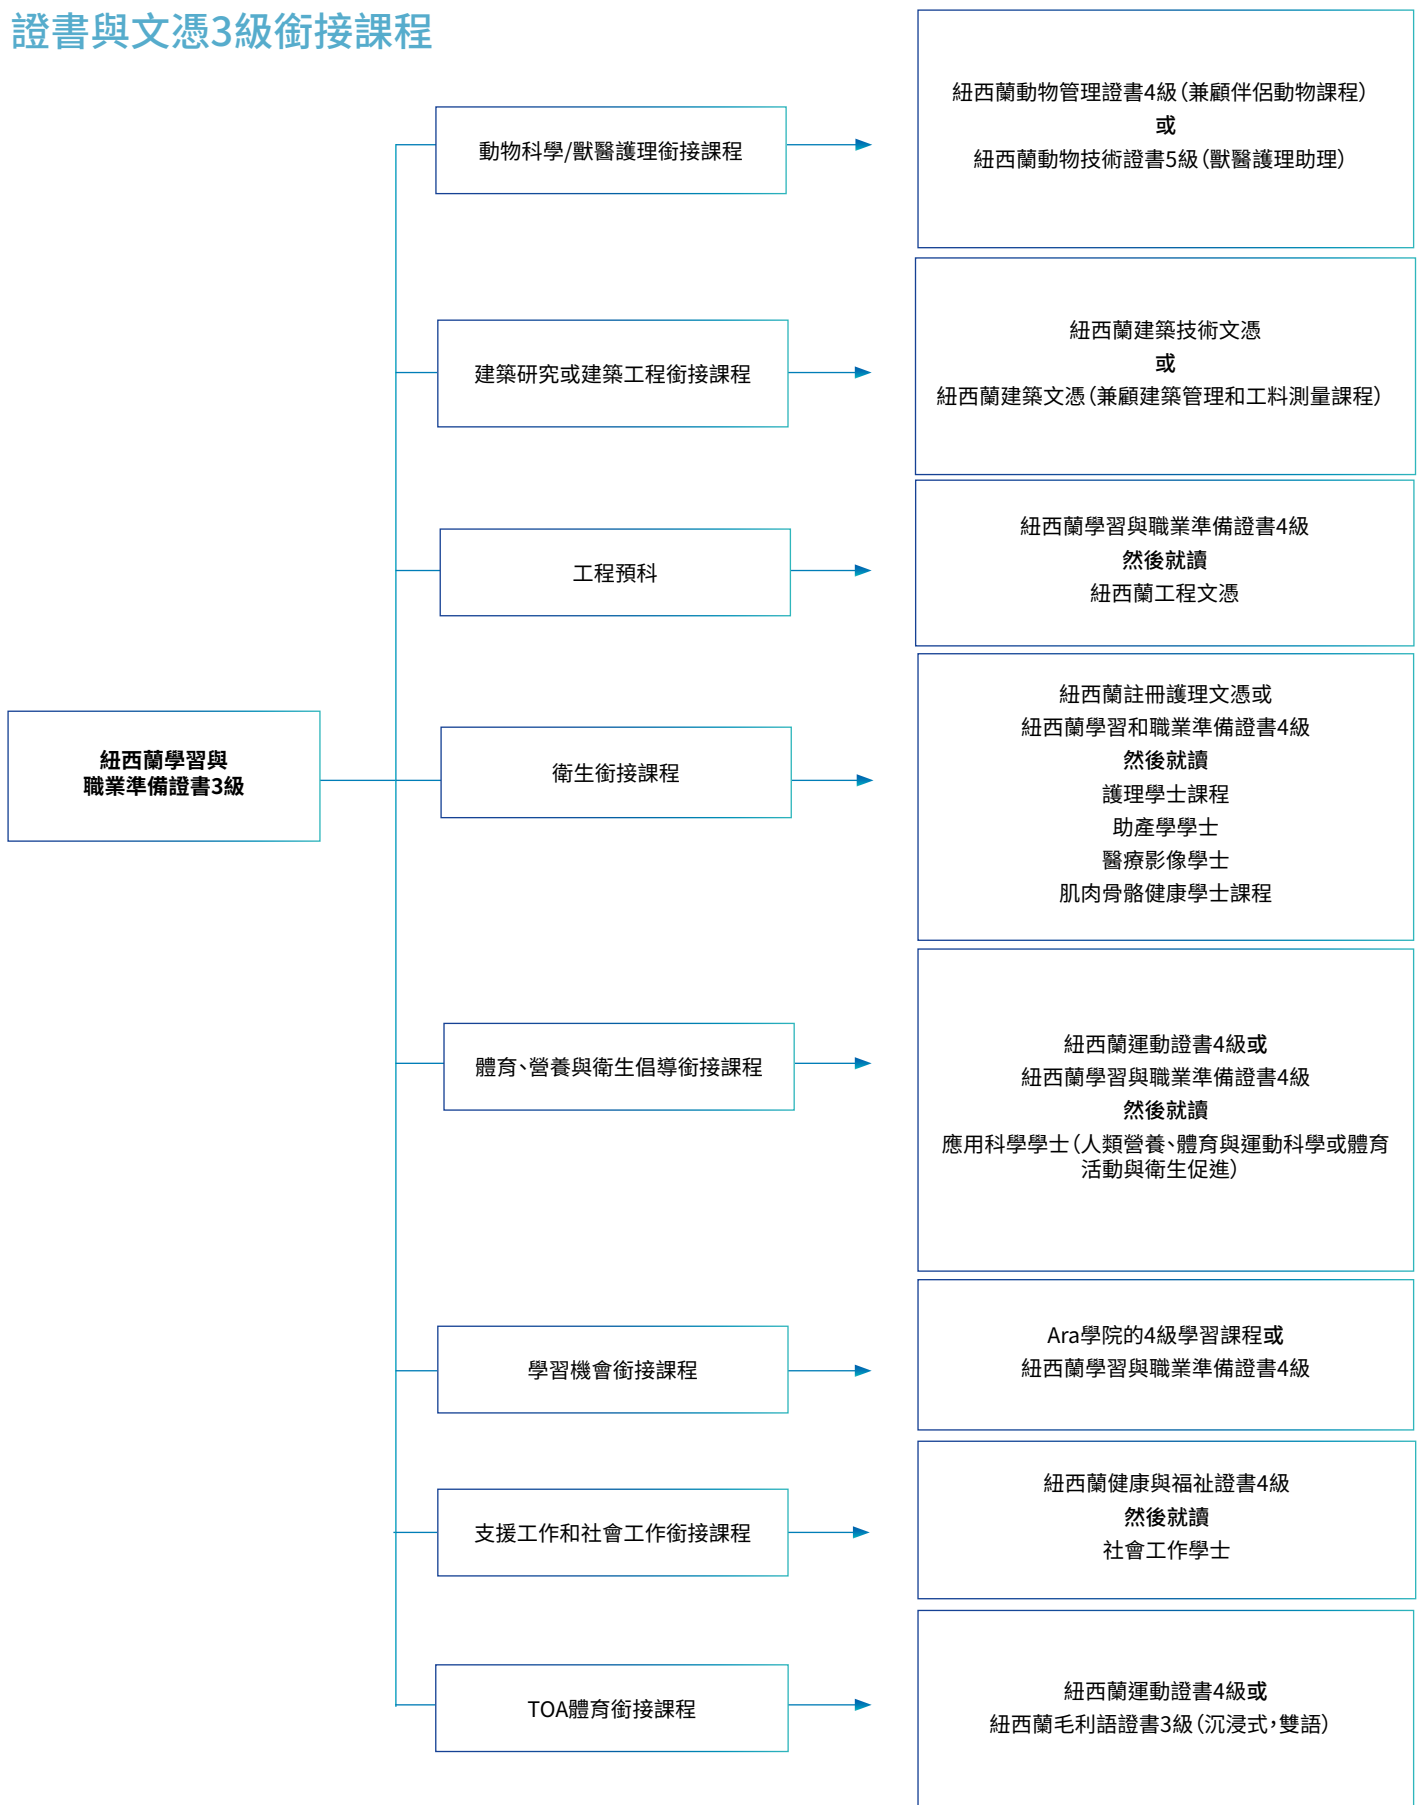 證書與文憑3級銜接課程
紐西蘭學習與
職業準備證書3級
動物科學/獸醫護理銜接課程
紐西蘭動物管理證書4級（兼顧伴侶動物課程）
或
紐西蘭動物技術證書5級（獸醫護理助理）
建築研究或建築工程銜接課程
紐西蘭建築技術文憑
或
紐西蘭建築文憑（兼顧建築管理和工料測量課程）
工程預科
紐西蘭學習與職業準備證書4級
然後就讀
紐西蘭工程文憑
衛生銜接課程
紐西蘭註冊護理文憑或
紐西蘭學習和職業準備證書4級
然後就讀
護理學士課程
助產學學士
醫療影像學士
肌肉骨骼健康學士課程
體育、營養與衛生倡導銜接課程
紐西蘭運動證書4級或
紐西蘭學習與職業準備證書4級
然後就讀
應用科學學士（人類營養、體育與運動科學或體育
活動與衛生促進）
學習機會銜接課程
Ara學院的4級學習課程或
紐西蘭學習與職業準備證書4級
支援工作和社會工作銜接課程
紐西蘭健康與福祉證書4級
然後就讀
社會工作學士
TOA體育銜接課程
紐西蘭運動證書4級或
紐西蘭毛利語證書3級（沉浸式，雙語）